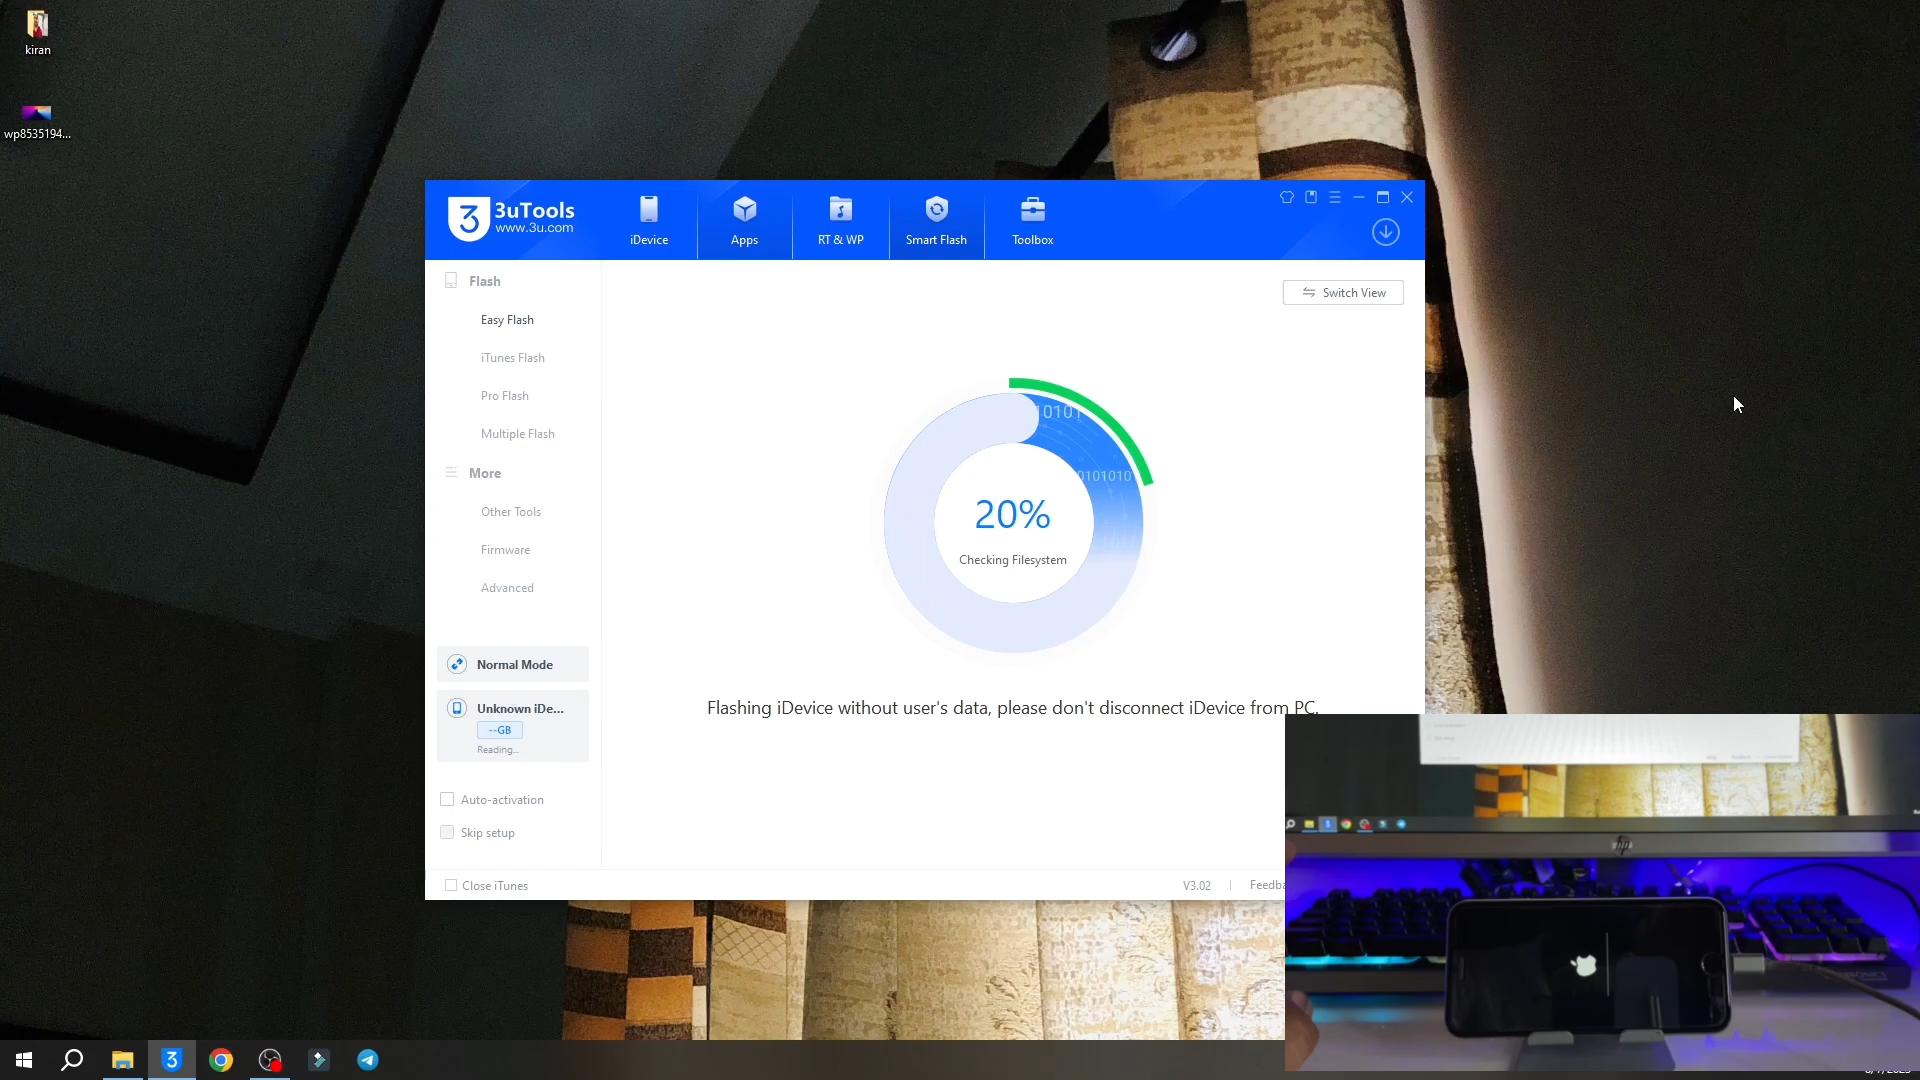 kiran
wp8535194...
3uTools
www.3u.com
iDevice
Apps
RT & WP
Smart Flash
Toolbox
Flash
Switch View
Easy Flash
iTunes Flash
Pro Flash
Multiple Flash
More
Other Tools
Firmware
Advanced
10101
0101010
20%
Checking Filesystem
Normal Mode
Unknown iDe...
--GB
Reading...
Flashing iDevice without user's data, please don't disconnect iDevice from PC.
Auto-activation
Skip setup
Close iTunes
V3.02
Feedba
hp